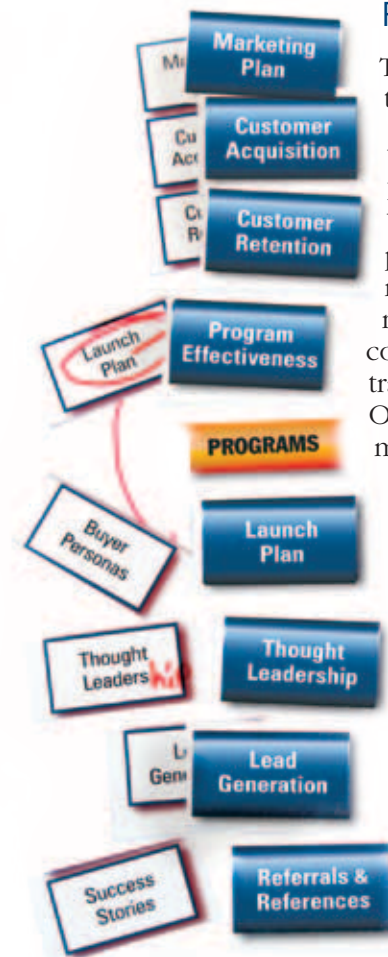 Marketing
Plan
Customer
Acquisition
Customer
Retention
Launch
Plan
Program
Effectiveness
PROGRAMS
Buyer
Personas
Launch
Plan
Thought
Leaders
Thought
Leadership
Lead
Generation
Success
Stories
Referrals &
References